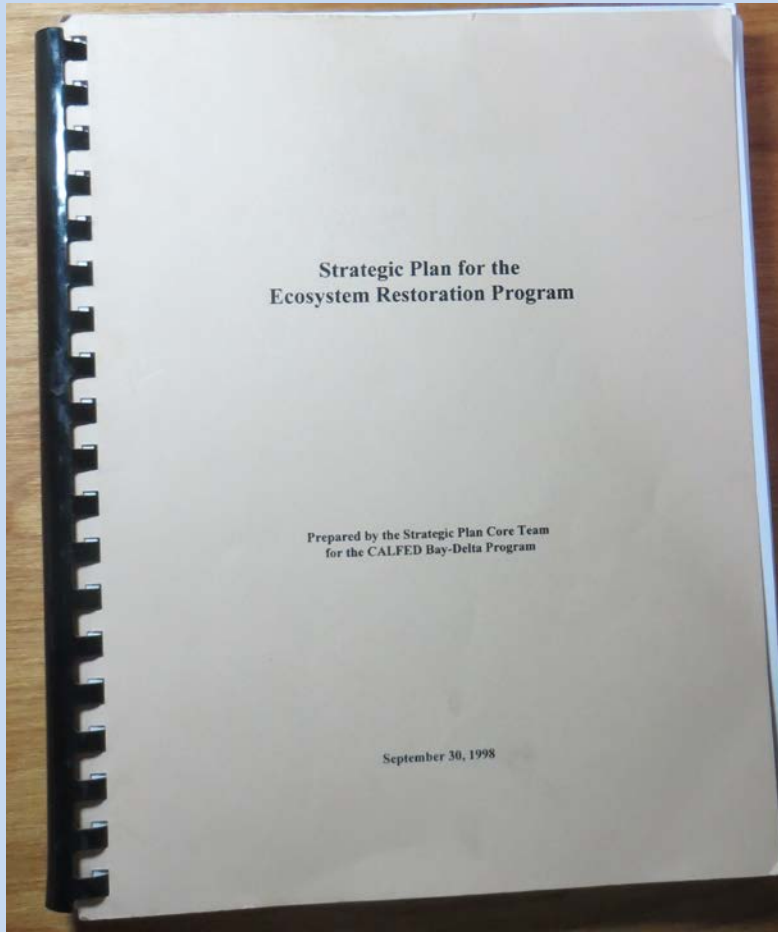 Strategic Plan for the
Ecosystem Restoration Program
Prepared by the Strategic Plan Core Team
for the CALFED Bay-Delta Program
September 30, 1998